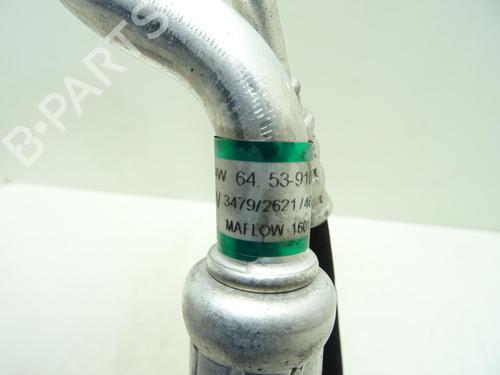 B-PARTS
W 64. 53-91
/ 3479/2621/4
MAFLOW 160